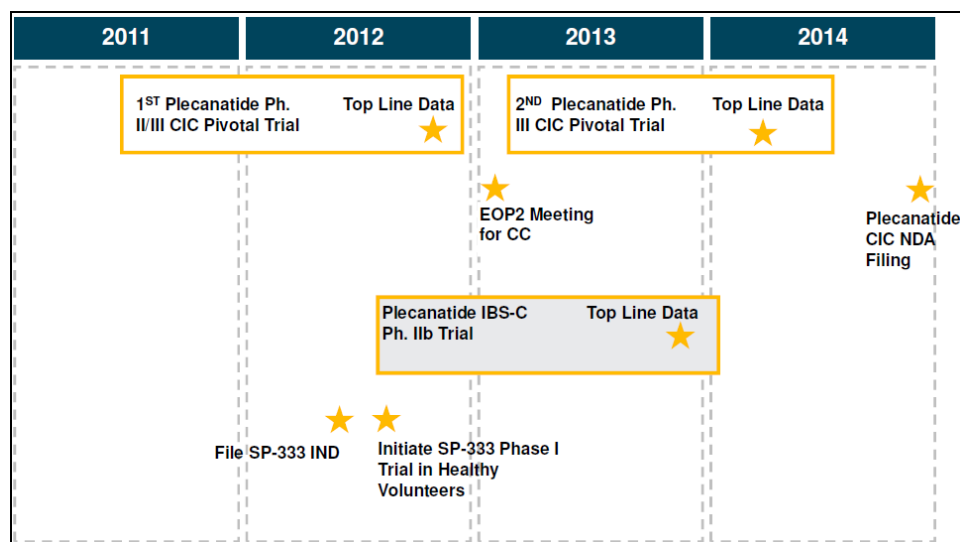 2011
2012
2013
2014
1ST Plecanatide Ph.
II/III CIC Pivotal Trial
Top Line Data
2ND Plecanatide Ph.
III CIC Pivotal Trial
Top Line Data
EOP2 Meeting
for CC
Plecanatide
CIC NDA
Filing
Plecanatide IBS-C
Ph. IIb Trial
Top Line Data
File SP-333 IND
Initiate SP-333 Phase I
Trial in Healthy
Volunteers